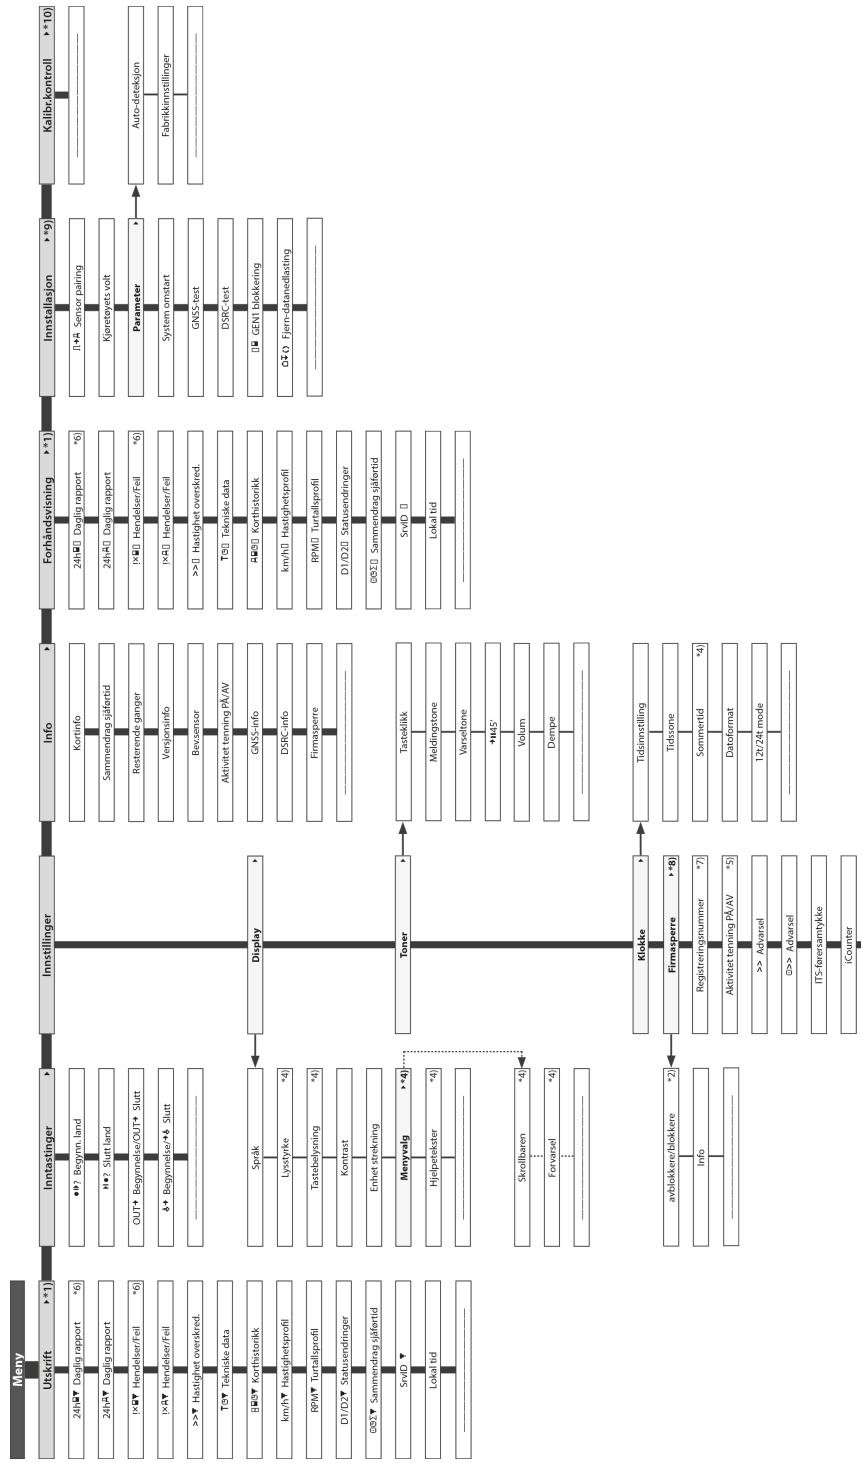 Meny
Utskrift ▸*1)
24h▼ Daglig rapport *6)
24h▼ Daglig rapport
!×▼ Hendelser/Feil *6)
!×▼ Hendelser/Feil
>>▼ Hastighet overskred.
▼ Tekniske data
▼ Korthistorikk
km/h▼ Hastighetsprofil
RPM▼ Turtallsprofil
D1/D2▼ Statusendringer
Σ▼ Sammendrag sjåførtid
SrvID ▼
Lokal tid
Inntastinger ▸
? Begynn. land
? Slutt land
OUT+ Begynnelse/OUT+ Slutt
Begynnelse/ Slutt
Innstillinger
Display ▸
Språk
Lysstyrke *4)
Tastebelysning *4)
Kontrast
Enhet strekning
Menyvalg ▸*4)
Hjelpetekster *4)
Skrollbaren *4)
Forvarsel *4)
Toner ▸
Tasteklikk
Meldingstone
Varseltone
45'
Volum
Dempe
Klokke ▸
Tidsinnstilling
Tidssone
Sommertid *4)
Datoformat
12t/24t mode
Firmasperre ▸*8)
avblokkere/blokkere *2)
Info
Registreringsnummer *7)
Aktivitet tenning PÅ/AV *5)
>> Advarsel
>> Advarsel
ITS-førersamtykke
iCounter
Info ▸
Kortinfo
Sammendrag sjåførtid
Resterende ganger
Versjonsinfo
Bev.sensor
Aktivitet tenning PÅ/AV
GNSS-info
DSRC-info
Firmasperre
Forhåndsvisning ▸*1)
24h Daglig rapport *6)
24h Daglig rapport
!× Hendelser/Feil *6)
!× Hendelser/Feil
>> Hastighet overskred.
Tekniske data
Korthistorikk
km/h Hastighetsprofil
RPM Turtallsprofil
D1/D2 Statusendringer
Σ Sammendrag sjåførtid
SrvID
Lokal tid
Innstallasjon ▸*9)
Sensor pairing
Kjøretøyets volt
Parameter ▸
Auto-deteksjon
Fabrikkinnstillinger
System omstart
GNSS-test
DSRC-test
GEN1 blokkering
Fjern-datanedlasting
Kalibr.kontroll ▸*10)